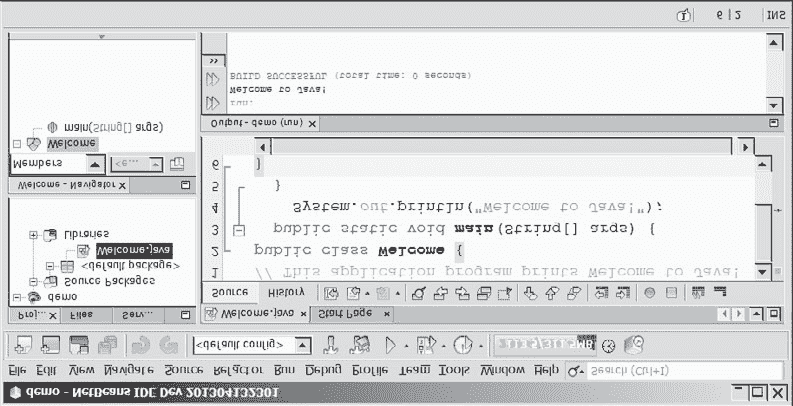 demo - NetBeans IDE Dev 201304132301
File Edit View Navigate Source Refactor Run Debug Profile Team Tools Window Help Search (Ctrl+I)
<default config>
Proj... x Files Serv...
demo
Source Packages
<default package>
Welcome.java
Libraries
Welcome - Navigator x
Members <e...
Welcome
main(String[] args)
Welcome.java x Start Page x
Source History
1 // This application program prints Welcome to Java!
2 public class Welcome {
3 public static void main(String[] args) {
4 System.out.println("Welcome to Java!");
5 }
6 }
Output - demo (run) x
run:
Welcome to Java!
BUILD SUCCESSFUL (total time: 0 seconds)
6 | 2 INS